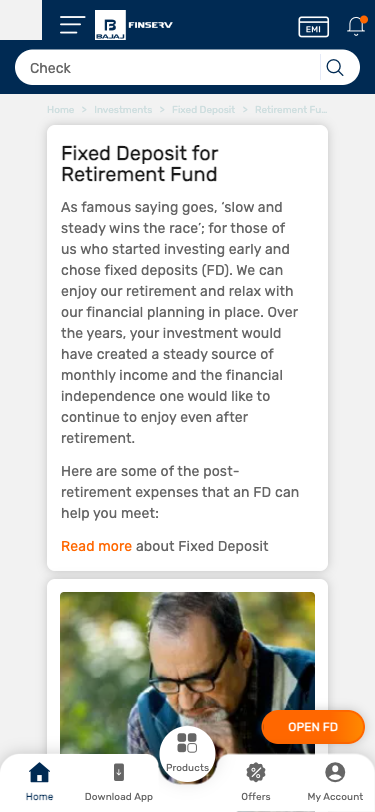 BAJAJ
FINSERV
EMI
Check
Home > Investments > Fixed Deposit > Retirement Fu...
Fixed Deposit for
Retirement Fund
As famous saying goes, ‘slow and
steady wins the race’; for those of
us who started investing early and
chose fixed deposits (FD). We can
enjoy our retirement and relax with
our financial planning in place. Over
the years, your investment would
have created a steady source of
monthly income and the financial
independence one would like to
continue to enjoy even after
retirement.
Here are some of the post-
retirement expenses that an FD can
help you meet:
Read more about Fixed Deposit
OPEN FD
Home
Download App
Products
Offers
My Account